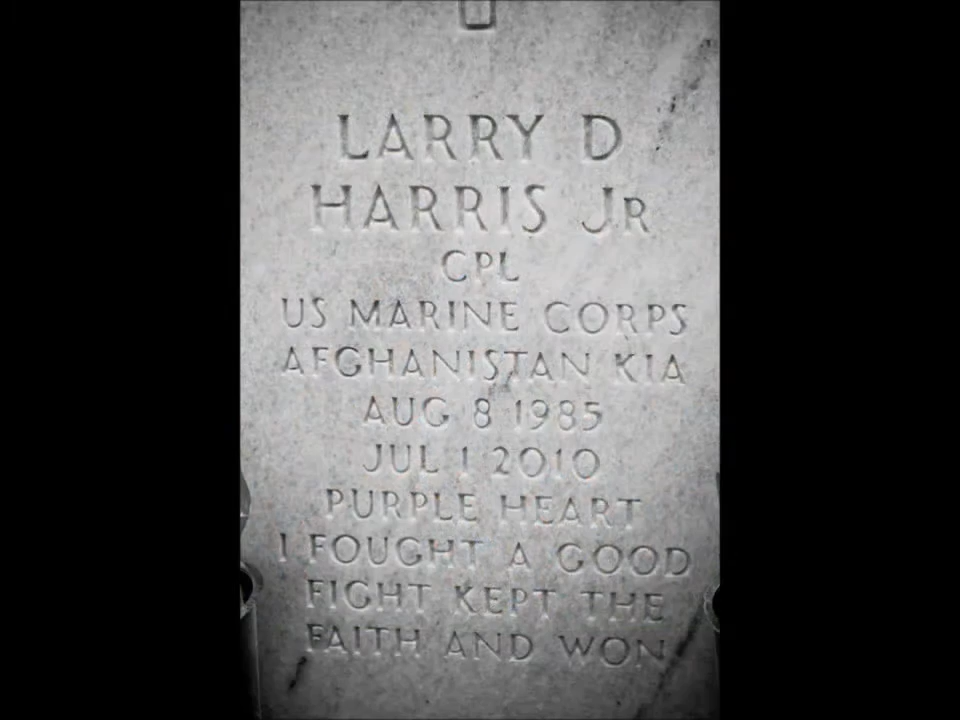 LARRY D
HARRIS JR
CPL
US MARINE CORPS
AFGHANISTAN KIA
AUG 8 1985
JUL 1 2010
PURPLE HEART
I FOUGHT A GOOD
FIGHT KEPT THE
FAITH AND WON